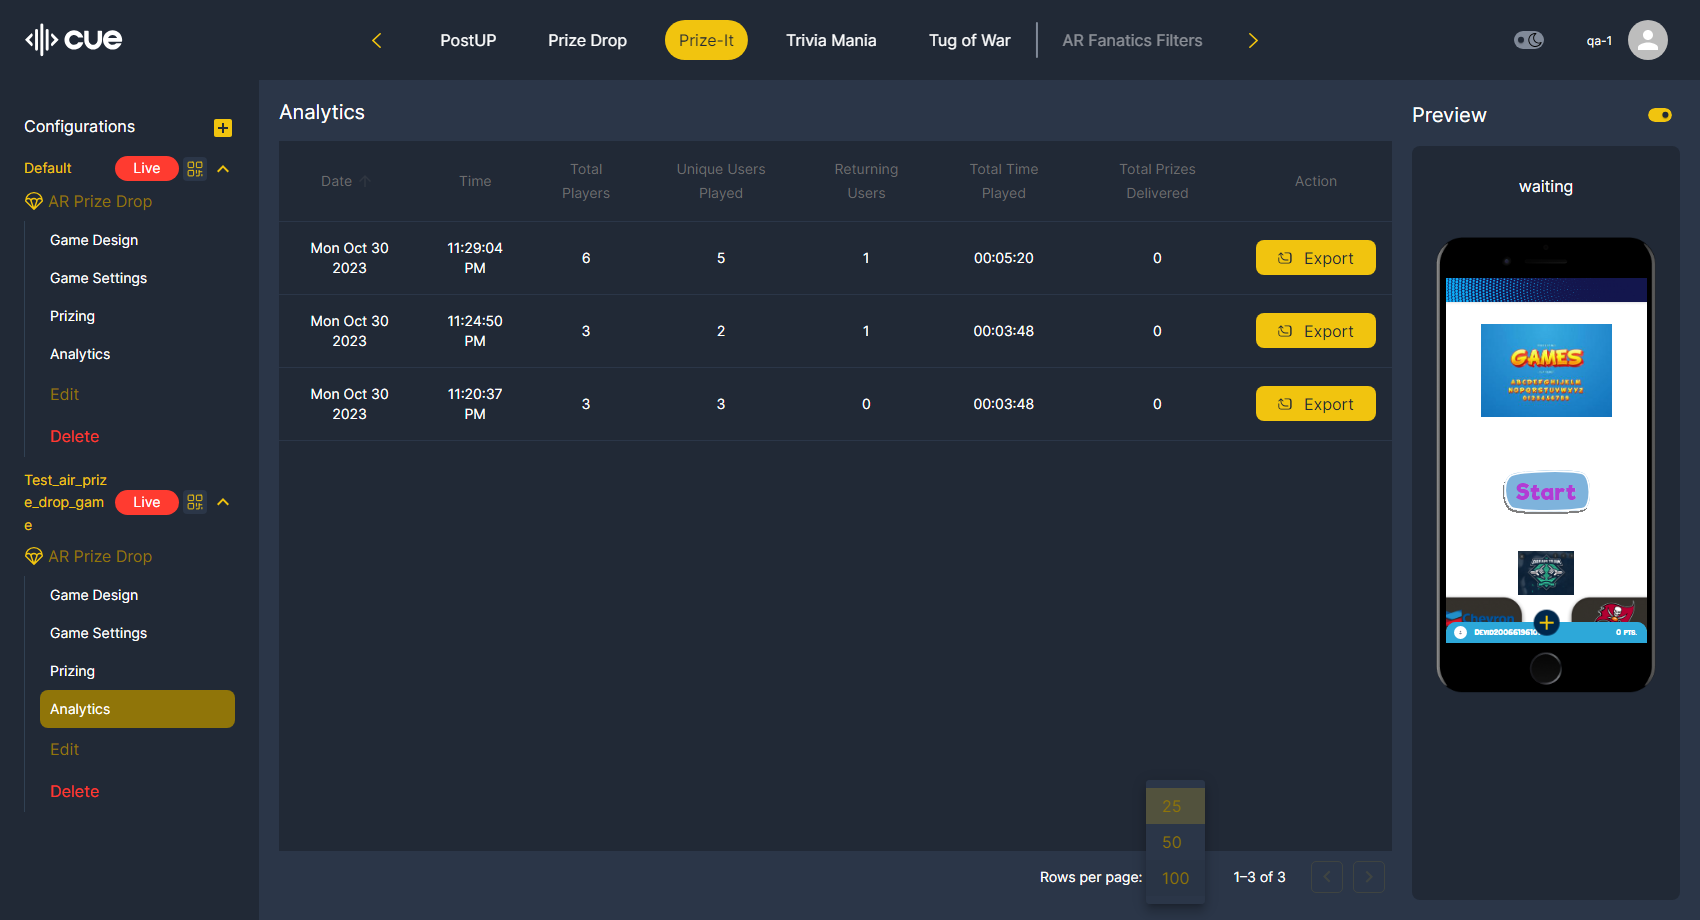 cue
PostUP
Prize Drop
Prize-It
Trivia Mania
Tug of War
AR Fanatics Filters
qa-1
Configurations
Default
Live
AR Prize Drop
Game Design
Game Settings
Prizing
Analytics
Edit
Delete
Test_air_priz
e_drop_gam
e
Live
AR Prize Drop
Game Design
Game Settings
Prizing
Analytics
Edit
Delete
Analytics
Date
Time
Total
Players
Unique Users
Played
Returning
Users
Total Time
Played
Total Prizes
Delivered
Action
Mon Oct 30
2023
11:29:04
PM
6
5
1
00:05:20
0
Export
Mon Oct 30
2023
11:24:50
PM
3
2
1
00:03:48
0
Export
Mon Oct 30
2023
11:20:37
PM
3
3
0
00:03:48
0
Export
Rows per page:
25
50
100
1–3 of 3
Preview
waiting
GAMES
ABCDEFGHIJKLM
NOPQRSTUVWXYZ
Start
Chevron
0 PTS.